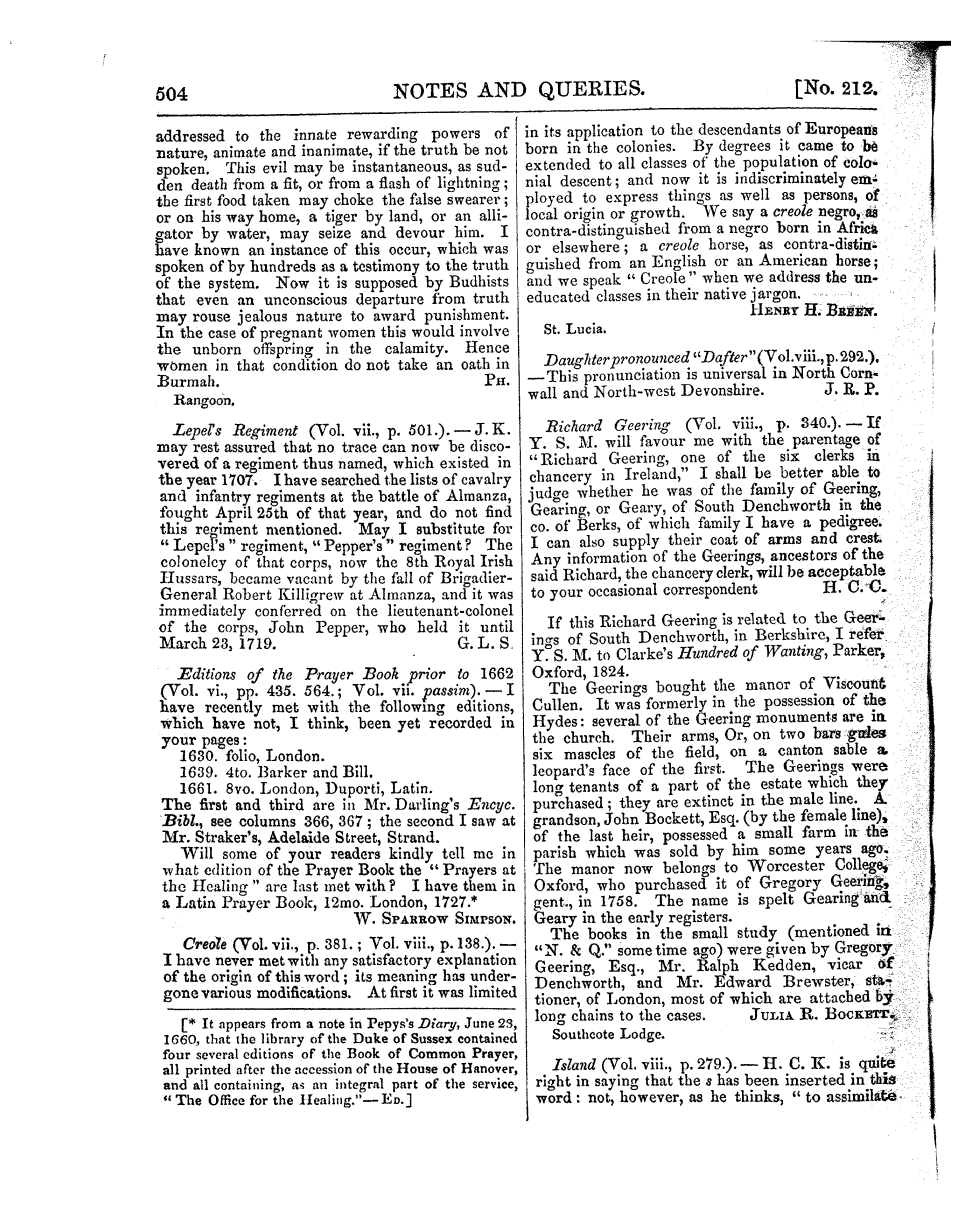 504 NOTES AND QUERIES. [No. 212.
addressed to the innate rewarding powers of
nature, animate and inanimate, if the truth be not
spoken. This evil may be instantaneous, as sud-
den death from a fit, or from a flash of lightning;
the first food taken may choke the false swearer;
or on his way home, a tiger by land, or an alli-
gator by water, may seize and devour him. I
have known an instance of this occur, which was
spoken of by hundreds as a testimony to the truth
of the system. Now it is supposed by Budhists
that even an unconscious departure from truth
may rouse jealous nature to award punishment.
In the case of pregnant women this would involve
the unborn offspring in the calamity. Hence
women in that condition do not take an oath in
Burmah. PH.
Rangoon.
Lepel's Regiment (Vol. vii., p. 501.). — J. K.
may rest assured that no trace can now be disco-
vered of a regiment thus named, which existed in
the year 1707. I have searched the lists of cavalry
and infantry regiments at the battle of Almanza,
fought April 25th of that year, and do not find
this regiment mentioned. May I substitute for
"Lepel's" regiment, "Pepper's" regiment? The
colonelcy of that corps, now the 8th Royal Irish
Hussars, became vacant by the fall of Brigadier-
General Robert Killigrew at Almanza, and it was
immediately conferred on the lieutenant-colonel
of the corps, John Pepper, who held it until
March 23, 1719. G. L. S.
Editions of the Prayer Book prior to 1662
(Vol. vi., pp. 435. 564.; Vol. vii. passim). — I
have recently met with the following editions,
which have not, I think, been yet recorded in
your pages:
1630. folio, London.
1639. 4to. Barker and Bill.
1661. 8vo. London, Duporti, Latin.
The first and third are in Mr. Darling's Encyc.
Bibl., see columns 366, 367; the second I saw at
Mr. Straker's, Adelaide Street, Strand.
Will some of your readers kindly tell me in
what edition of the Prayer Book the "Prayers at
the Healing" are last met with? I have them in
a Latin Prayer Book, 12mo. London, 1727.*
W. SPARROW SIMPSON.
Creole (Vol. vii., p. 381.; Vol. viii., p. 138.). —
I have never met with any satisfactory explanation
of the origin of this word; its meaning has under-
gone various modifications. At first it was limited
[* It appears from a note in Pepys's Diary, June 23,
1660, that the library of the Duke of Sussex contained
four several editions of the Book of Common Prayer,
all printed after the accession of the House of Hanover,
and all containing, as an integral part of the service,
"The Office for the Healing."—ED.]
in its application to the descendants of Europeans
born in the colonies. By degrees it came to be
extended to all classes of the population of colo-
nial descent; and now it is indiscriminately em-
ployed to express things as well as persons, of
local origin or growth. We say a creole negro, as
contra-distinguished from a negro born in Africa
or elsewhere; a creole horse, as contra-distin-
guished from an English or an American horse;
and we speak "Creole" when we address the un-
educated classes in their native jargon.
HENRY H. BREEN.
St. Lucia.
Daughter pronounced "Dafter" (Vol. viii., p. 292.).
—This pronunciation is universal in North Corn-
wall and North-west Devonshire. J. R. P.
Richard Geering (Vol. viii., p. 340.). — If
Y. S. M. will favour me with the parentage of
"Richard Geering, one of the six clerks in
chancery in Ireland," I shall be better able to
judge whether he was of the family of Geering,
Gearing, or Geary, of South Denchworth in the
co. of Berks, of which family I have a pedigree.
I can also supply their coat of arms and crest.
Any information of the Geerings, ancestors of the
said Richard, the chancery clerk, will be acceptable
to your occasional correspondent H. C. C.
If this Richard Geering is related to the Geer-
ings of South Denchworth, in Berkshire, I refer
Y. S. M. to Clarke's Hundred of Wanting, Parker,
Oxford, 1824.
The Geerings bought the manor of Viscount
Cullen. It was formerly in the possession of the
Hydes: several of the Geering monuments are in
the church. Their arms, Or, on two bars gules
six mascles of the field, on a canton sable a
leopard's face of the first. The Geerings were
long tenants of a part of the estate which they
purchased; they are extinct in the male line. A
grandson, John Bockett, Esq. (by the female line),
of the last heir, possessed a small farm in the
parish which was sold by him some years ago.
The manor now belongs to Worcester College,
Oxford, who purchased it of Gregory Geering,
gent., in 1758. The name is spelt Gearing and
Geary in the early registers.
The books in the small study (mentioned in
"N. & Q." some time ago) were given by Gregory
Geering, Esq., Mr. Ralph Kedden, vicar of
Denchworth, and Mr. Edward Brewster, sta-
tioner, of London, most of which are attached by
long chains to the cases. JULIA R. BOCKETT.
Southcote Lodge.
Island (Vol. viii., p. 279.). — H. C. K. is quite
right in saying that the s has been inserted in this
word: not, however, as he thinks, "to assimilate